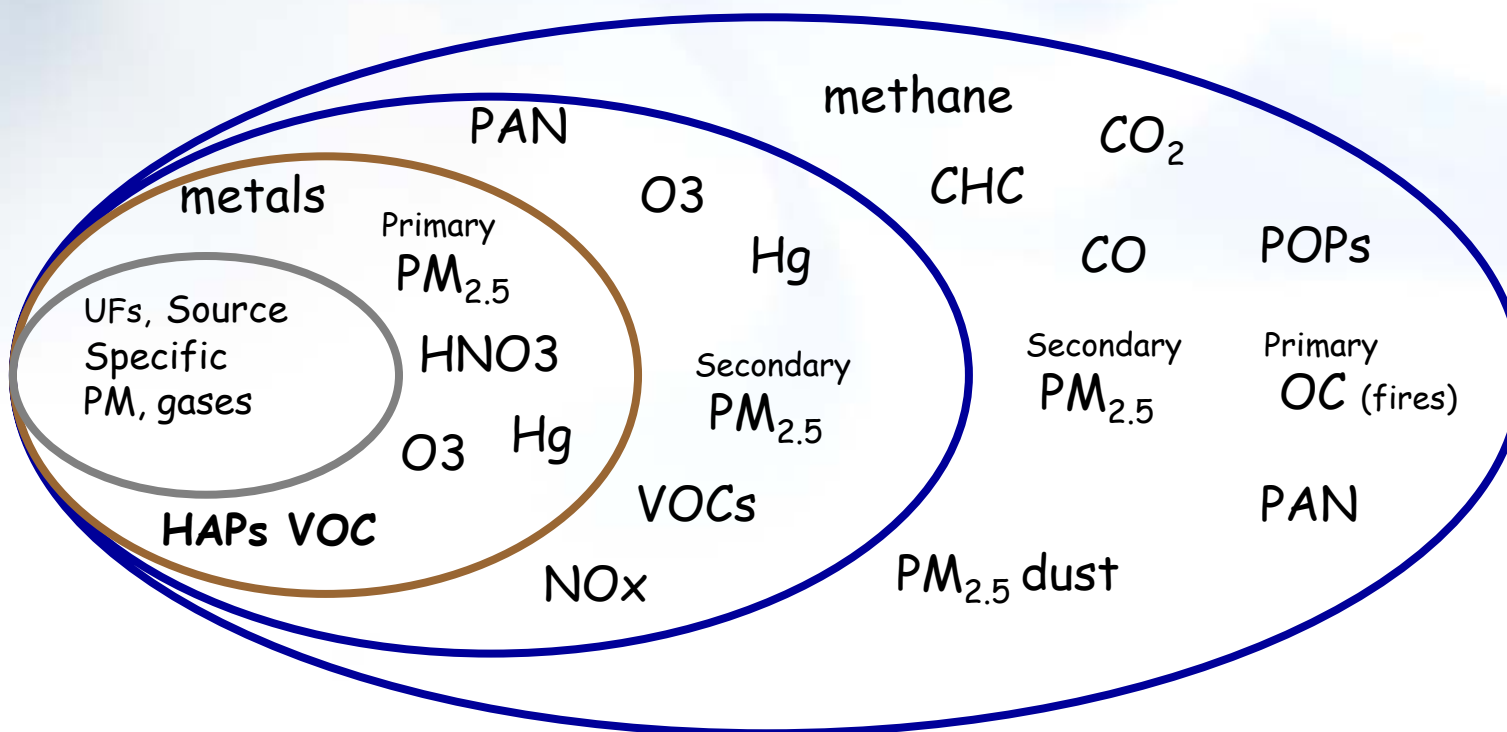 UFs, Source
Specific
PM, gases
metals
Primary
PM2.5
HNO3
O3
Hg
HAPs VOC
PAN
O3
Hg
Secondary
PM2.5
VOCs
NOx
methane
CO2
CHC
CO
POPs
Secondary
PM2.5
Primary
OC (fires)
PAN
PM2.5 dust